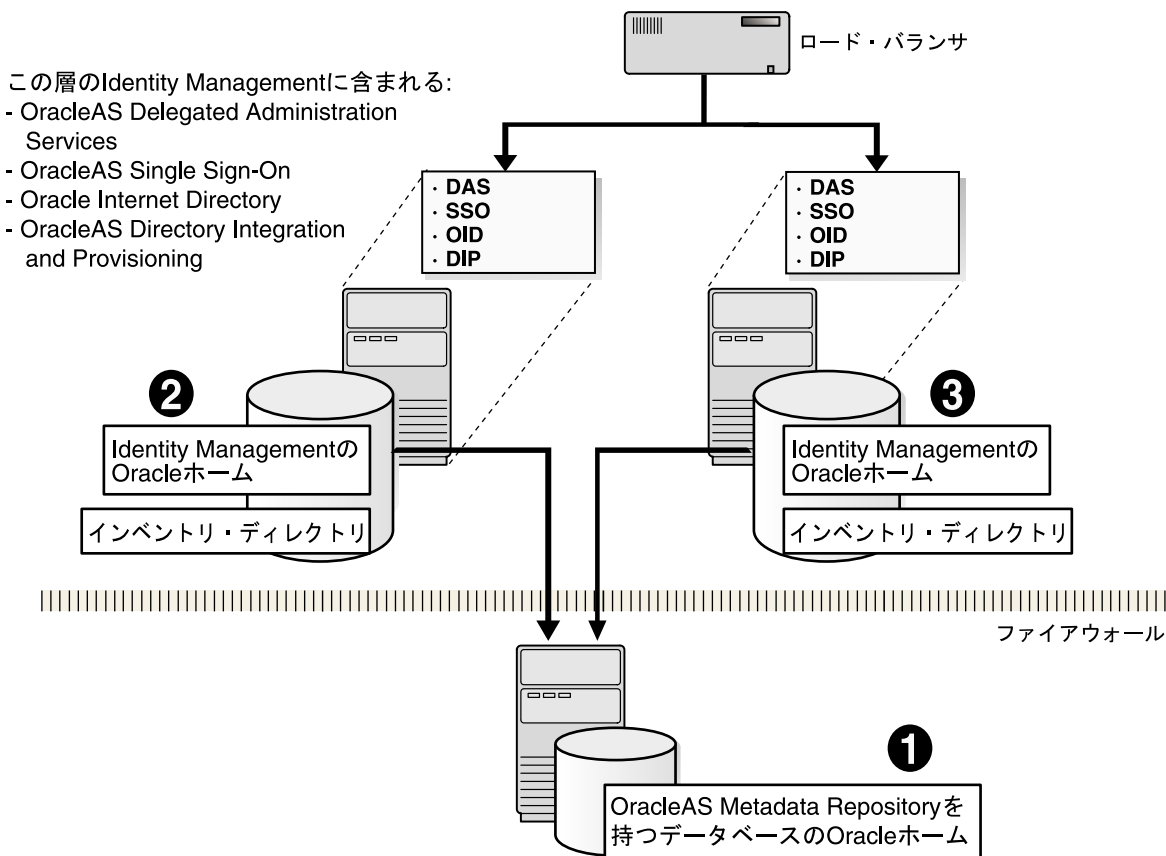 ロード・バランサ
この層のIdentity Managementに含まれる:
- OracleAS Delegated Administration
Services
- OracleAS Single Sign-On
- Oracle Internet Directory
- OracleAS Directory Integration
and Provisioning
· DAS
· SSO
· OID
· DIP
· DAS
· SSO
· OID
· DIP
2
Identity Managementの
Oracleホーム
インベントリ・ディレクトリ
3
Identity Managementの
Oracleホーム
インベントリ・ディレクトリ
ファイアウォール
1
OracleAS Metadata Repositoryを
持つデータベースのOracleホーム